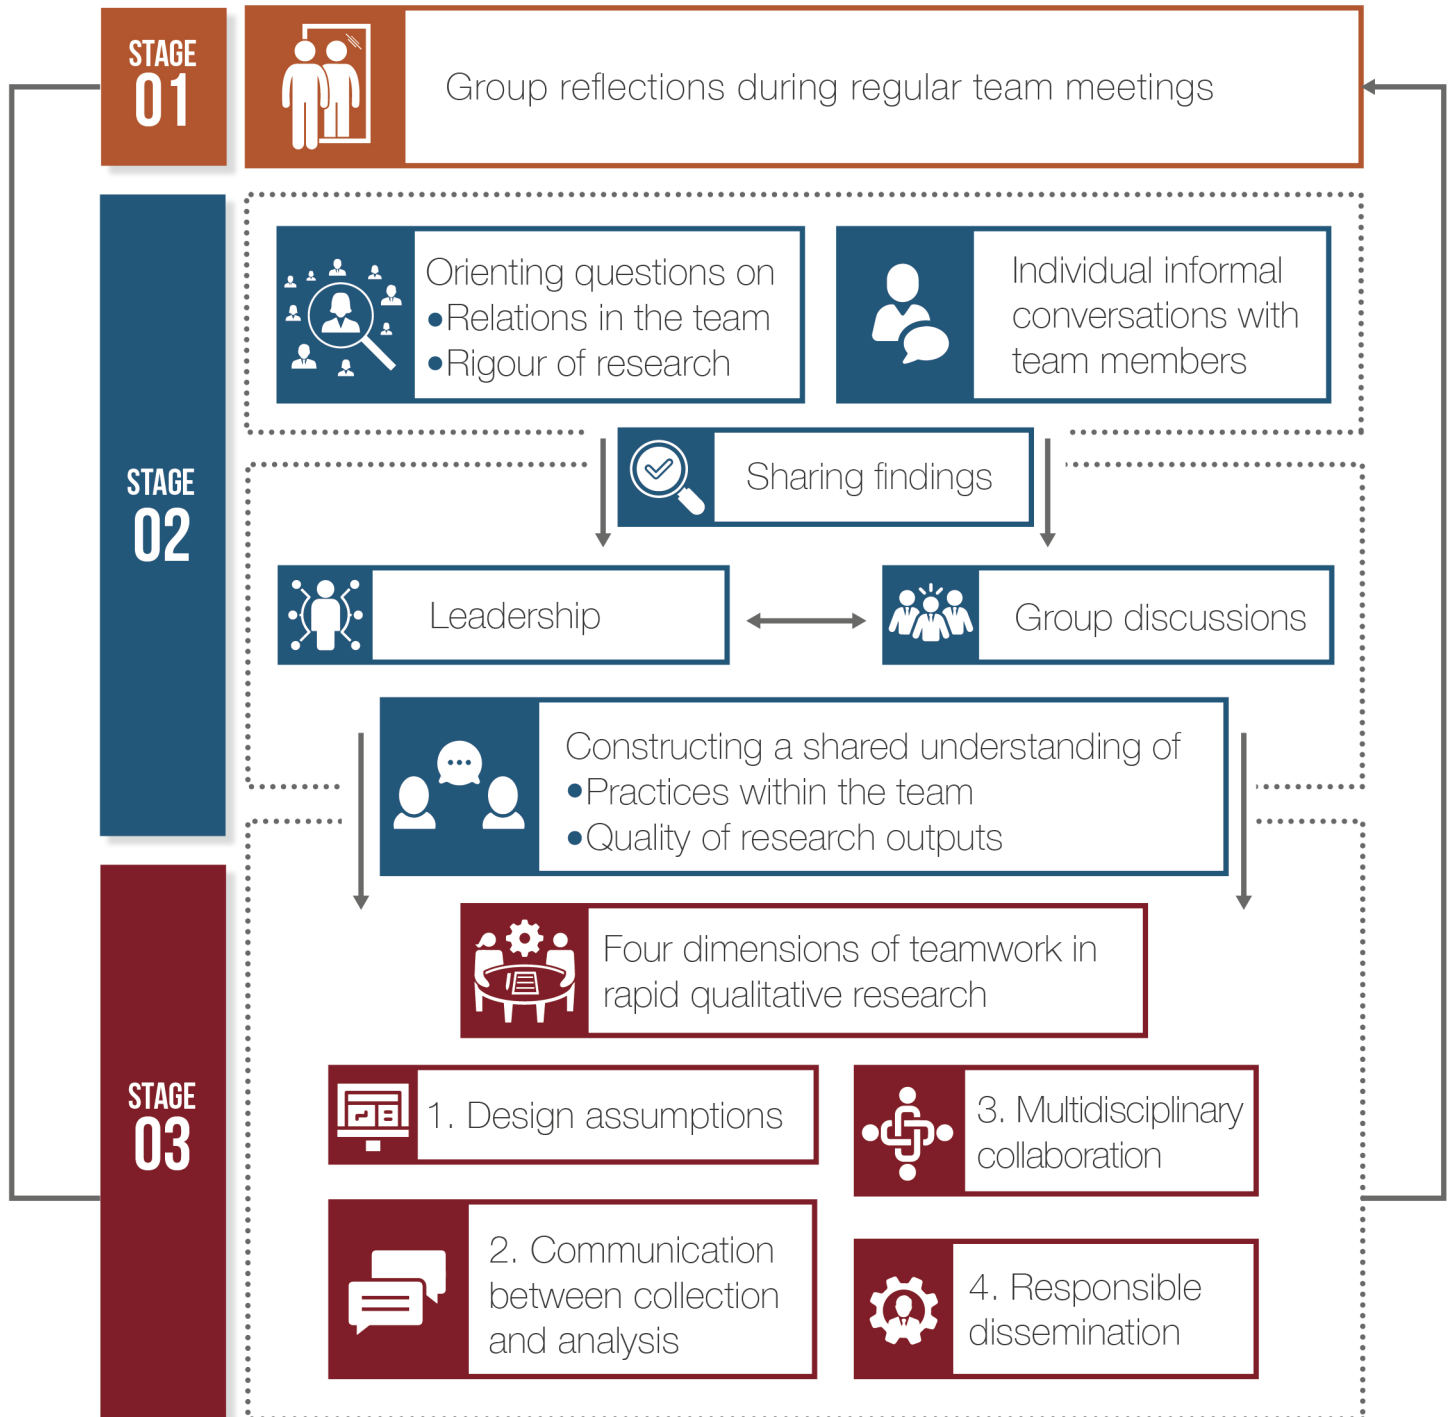 STAGE
01
Group reflections during regular team meetings
STAGE
02
Orienting questions on
•Relations in the team
•Rigour of research
Individual informal
conversations with
team members
Sharing findings
Leadership
Group discussions
Constructing a shared understanding of
•Practices within the team
•Quality of research outputs
STAGE
03
Four dimensions of teamwork in
rapid qualitative research
1. Design assumptions
2. Communication
between collection
and analysis
3. Multidisciplinary
collaboration
4. Responsible
dissemination